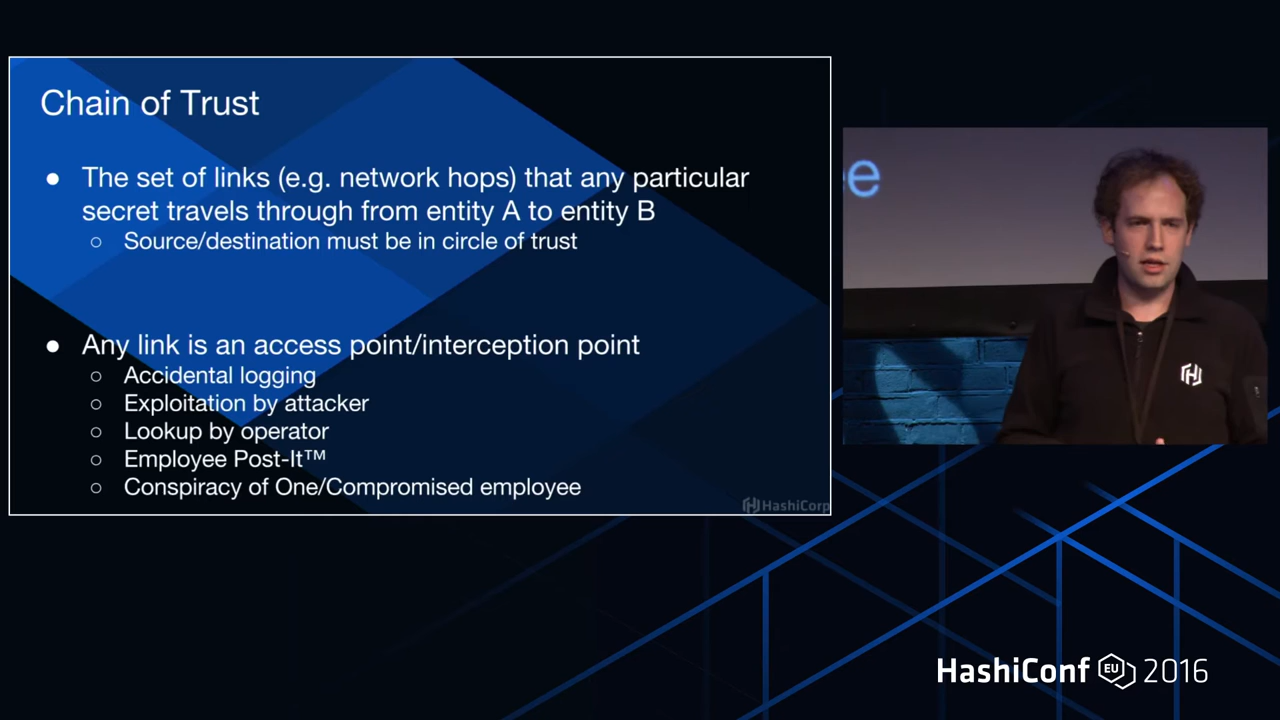 Chain of Trust
● The set of links (e.g. network hops) that any particular
secret travels through from entity A to entity B
○ Source/destination must be in circle of trust
● Any link is an access point/interception point
○ Accidental logging
○ Exploitation by attacker
○ Lookup by operator
○ Employee Post-It™
○ Conspiracy of One/Compromised employee
HashiCorp
e
HashiConf EU 2016